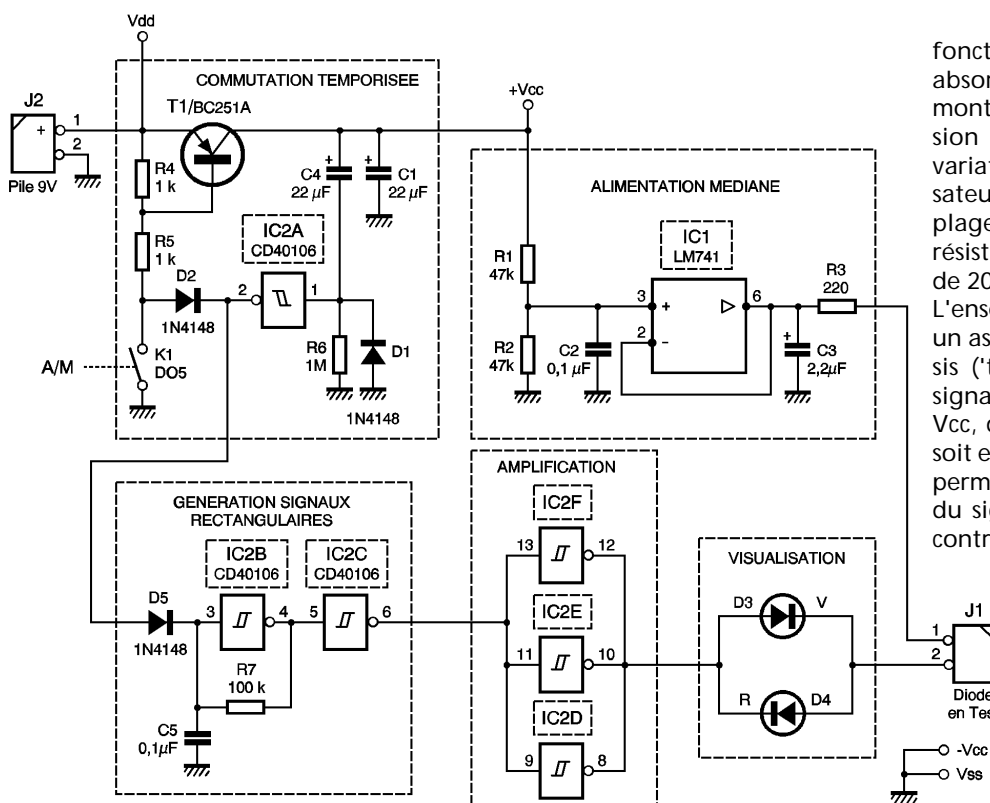 Vdd
COMMUTATION TEMPORISEE
J2
+
1
2
Pile 9V
T1/BC251A
R4
1 k
R5
1 k
D2
1N4148
K1
DO5
A/M
IC2A
CD40106
2
1
+
C4
22 µF
+
C1
22 µF
R6
1M
D1
1N4148
+Vcc
ALIMENTATION MEDIANE
R1
47k
R2
47k
C2
0,1 µF
IC1
LM741
3
+
2
−
6
R3
220
+
C3
2,2µF
GENERATION SIGNAUX
RECTANGULAIRES
IC2B
CD40106
IC2C
CD40106
D5
1N4148
3
4
5
6
R7
100 k
C5
0,1µF
AMPLIFICATION
IC2F
13
12
IC2E
11
10
IC2D
9
8
VISUALISATION
D3
V
R
D4
J1
1
2
Diode
en Tes
-Vcc
Vss
fonct
absor
mont
sion
variat
sateu
plage
résist
de 20
L'ense
un as
sis ('t
signa
Vcc, c
soit e
perm
du sig
contr